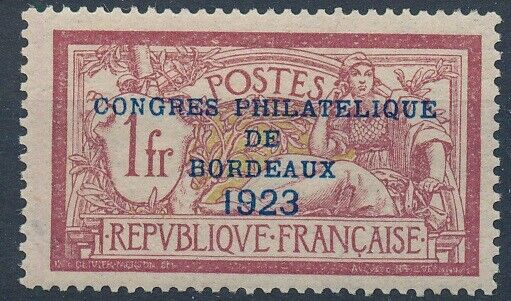 POSTES
CONGRES PHILATELIQUE
DE
BORDEAUX
1923
1fr
REPVBLIQVE FRANÇAISE